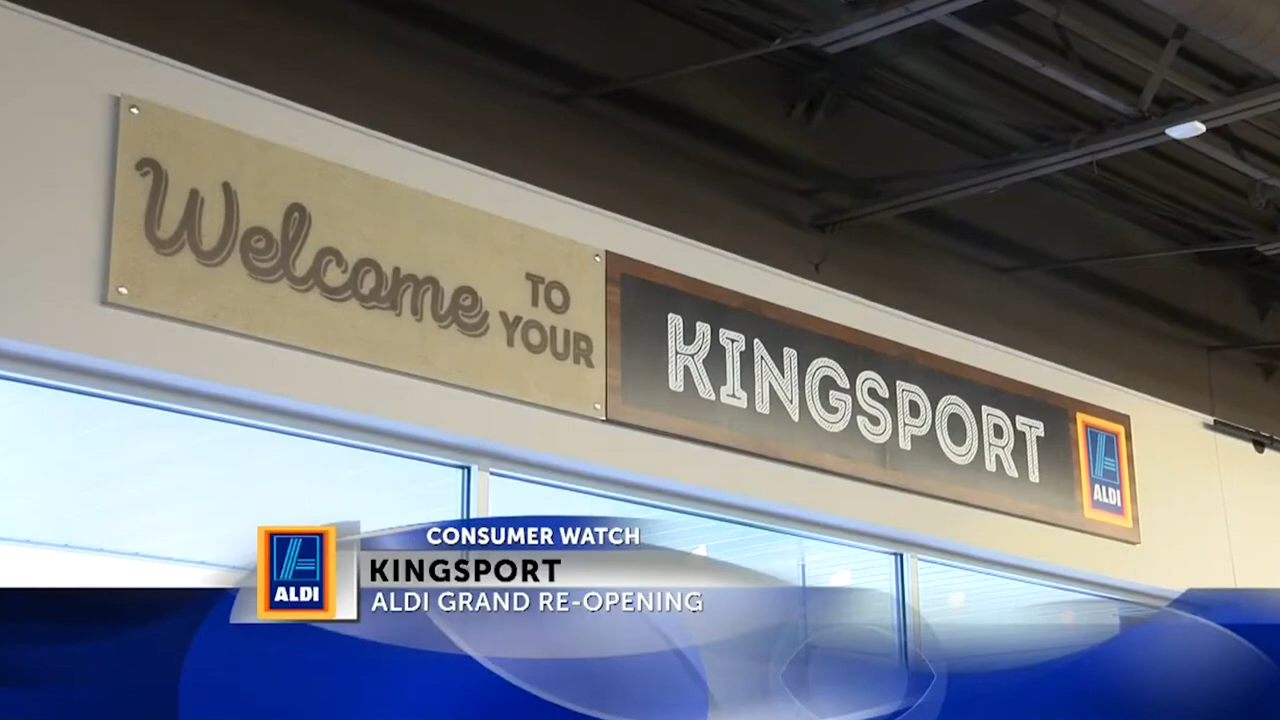 Welcome
TO
YOUR
KINGSPORT
ALDI
CONSUMER WATCH
KINGSPORT
ALDI GRAND RE-OPENING
ALDI